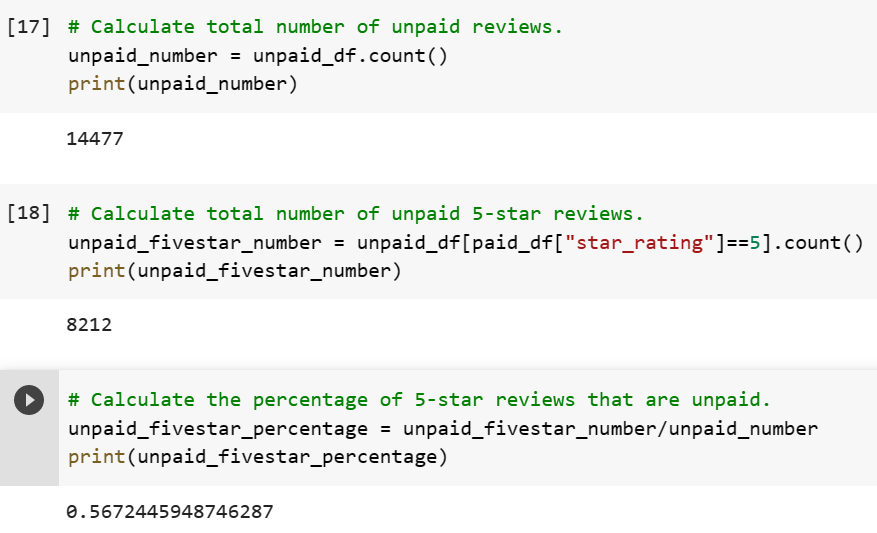 [17] # Calculate total number of unpaid reviews.
unpaid_number = unpaid_df.count()
print(unpaid_number)
14477
[18] # Calculate total number of unpaid 5-star reviews.
unpaid_fivestar_number = unpaid_df[paid_df["star_rating"]==5].count()
print(unpaid_fivestar_number)
8212
# Calculate the percentage of 5-star reviews that are unpaid.
unpaid_fivestar_percentage = unpaid_fivestar_number/unpaid_number
print(unpaid_fivestar_percentage)
0.5672445948746287